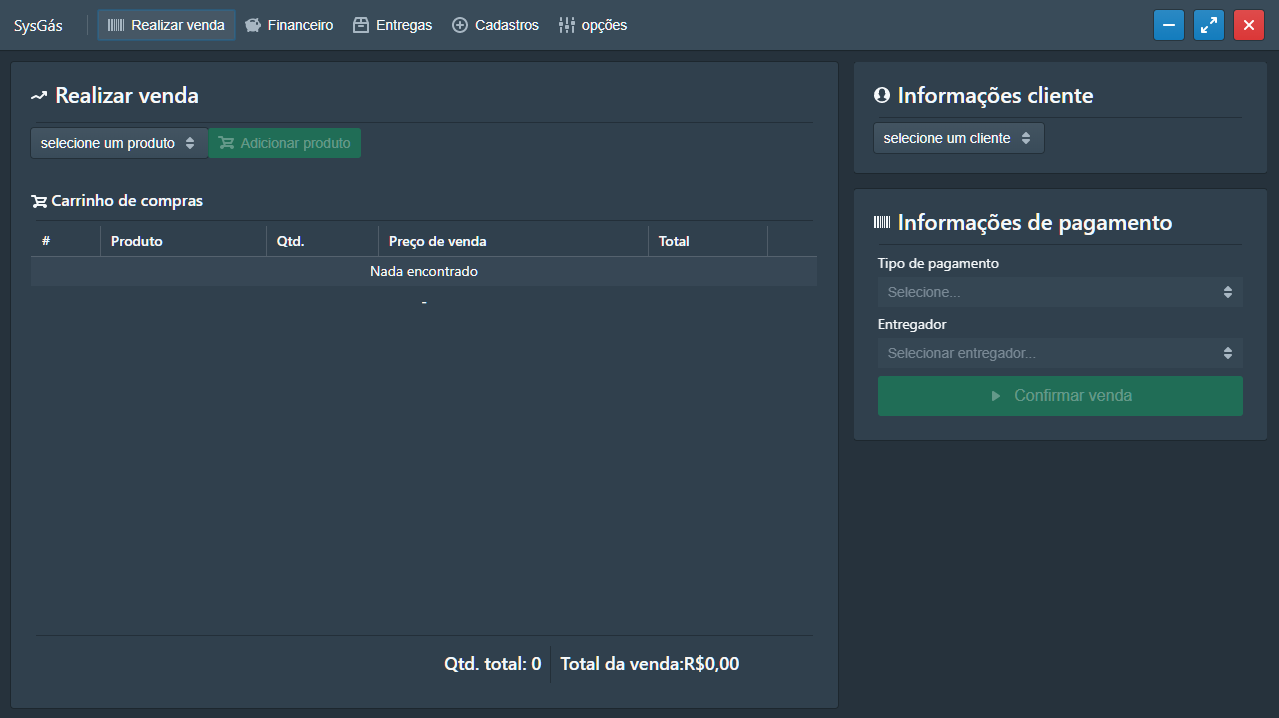 SysGás
Realizar venda
Financeiro
Entregas
Cadastros
opções
Realizar venda
selecione um produto
Adicionar produto
Carrinho de compras
# Produto Qtd. Preço de venda Total
Nada encontrado
-
Qtd. total: 0
Total da venda:R$0,00
Informações cliente
selecione um cliente
Informações de pagamento
Tipo de pagamento
Selecione...
Entregador
Selecionar entregador...
Confirmar venda